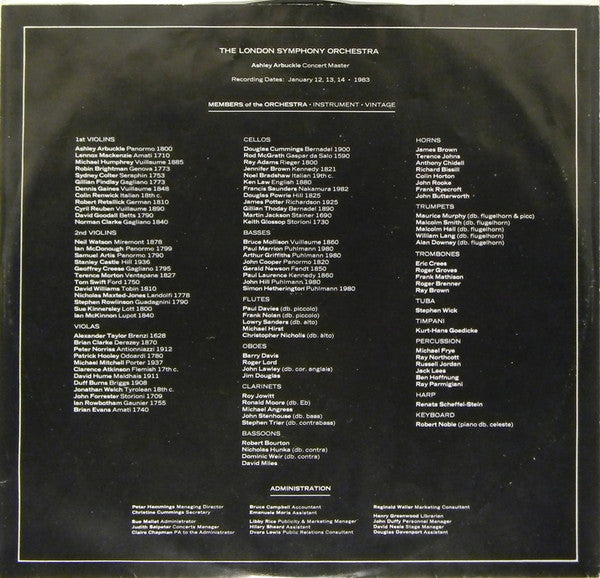 THE LONDON SYMPHONY ORCHESTRA
Ashley Arbuckle Concert Master
Recording Dates: January 12, 13, 14 • 1983
MEMBERS of the ORCHESTRA • INSTRUMENT • VINTAGE
1st VIOLINS
Ashley Arbuckle Panormo 1800
Lennox Mackenzie Amati 1710
Michael Humphrey Vuillaume 1885
Robin Brightman Genova 1773
Sydney Colter Seraphin 1753
Gillian Findlay Gagliano 1773
Dennis Gaines Vuillaume 1848
Colin Renwick Italian 18th c.
Robert Retallick German 1810
Cyril Reuben Vuillaume 1890
David Goodall Betts 1790
Norman Clarke Gagliano 1840
2nd VIOLINS
Neil Watson Miremont 1878
Ian McDonough Panormo 1799
Samuel Artis Panormo 1790
Stanley Castle Hill 1936
Geoffrey Creese Gagliano 1795
Terence Morton Ventapane 1827
Tom Swift Ford 1750
David Williams Tobin 1810
Nicholas Maxted-Jones Landolfi 1778
Stephen Rowlinson Guadagnini 1790
Sue Kinnersley Lott 1800
Ian McKinnon Lupot 1840
VIOLAS
Alexander Taylor Brenzi 1628
Brian Clarke Derazey 1870
Peter Norriss Antionniazzi 1912
Patrick Hooley Odoardi 1780
Michael Mitchell Porter 1937
Clarence Atkinson Flemish 17th c.
David Hume Maldhais 1911
Duff Burns Briggs 1908
Jonathan Welch Tyrolean 18th c.
John Forrester Storioni 1709
Ian Rowbotham Gaunier 1755
Brian Evans Amati 1740
CELLOS
Douglas Cummings Bernadel 1900
Rod McGrath Gaspar da Salo 1590
Ray Adams Rieger 1800
Jennifer Brown Kennedy 1821
Noel Bradshaw Italian 19th c.
Ken Law English 1880
Francis Saunders Nakamura 1982
Douglas Powrie Hill 1825
James Potter Richardson 1925
Gillian Thoday Bernadel 1890
Martin Jackson Stainer 1690
Keith Glossop Storioni 1730
BASSES
Bruce Mollison Vuillaume 1860
Paul Marrion Puhlmann 1980
Arthur Griffiths Puhlmann 1980
John Cooper Panormo 1820
Gerald Newson Fendt 1850
Paul Laurence Kennedy 1860
John Hill Puhlmann 1980
Simon Hetherington Puhlmann 1980
FLUTES
Paul Davies (db. piccolo)
Frank Nolan (db. piccolo)
Lowry Sanders (db. alto)
Michael Hirst
Christopher Nicholls (db. alto)
OBOES
Barry Davis
Roger Lord
John Lawley (db. cor. anglais)
Jim Douglas
CLARINETS
Roy Jowitt
Ronald Moore (db. Eb)
Michael Angress
John Stenhouse (db. bass)
Stephen Trier (db. contrabass)
BASSOONS
Robert Bourton
Nicholas Hunka (db. contra)
Dominic Weir (db. contra)
David Miles
HORNS
James Brown
Terence Johns
Anthony Chidell
Richard Bissill
Colin Horton
John Rooke
Frank Rycroft
John Butterworth
TRUMPETS
Maurice Murphy (db. flugelhorn & picc)
Malcolm Smith (db. flugelhorn)
Malcolm Hall (db. flugelhorn)
William Lang (db. flugelhorn)
Alan Downey (db. flugelhorn)
TROMBONES
Eric Crees
Roger Groves
Frank Mathison
Roger Brenner
Ray Brown
TUBA
Stephen Wick
TIMPANI
Kurt-Hans Goedicke
PERCUSSION
Michael Frye
Ray Northcott
Russell Jordan
Jack Lees
Ben Hoffnung
Ray Parmigiani
HARP
Renata Scheffel-Stein
KEYBOARD
Robert Noble (piano db. celeste)
ADMINISTRATION
Peter Hemmings Managing Director
Christine Cummings Secretary
Sue Mallet Administrator
Judith Salpeter Concerts Manager
Claire Chapman PA to the Administrator
Bruce Campbell Accountant
Emanuela Moris Assistant
Libby Rice Publicity & Marketing Manager
Hilary Sheard Assistant
Dvora Lewis Public Relations Consultant
Reginald Waller Marketing Consultant
Henry Greenwood Librarian
John Duffy Personnel Manager
David Neale Stage Manager
Douglas Davenport Assistant